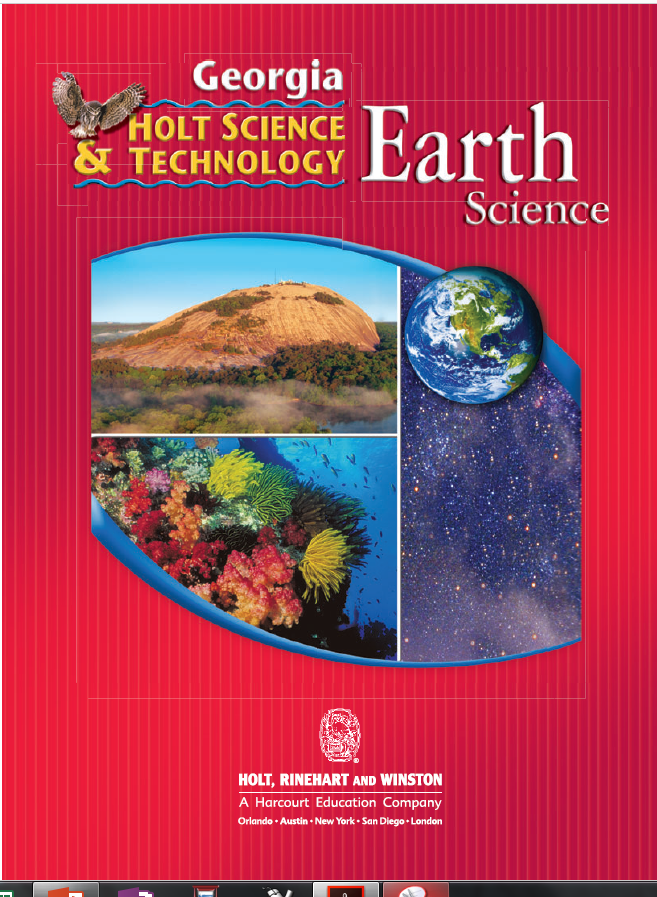 Georgia
HOLT SCIENCE
& TECHNOLOGY
Earth
Science
HOLT, RINEHART AND WINSTON
A Harcourt Education Company
Orlando • Austin • New York • San Diego • London